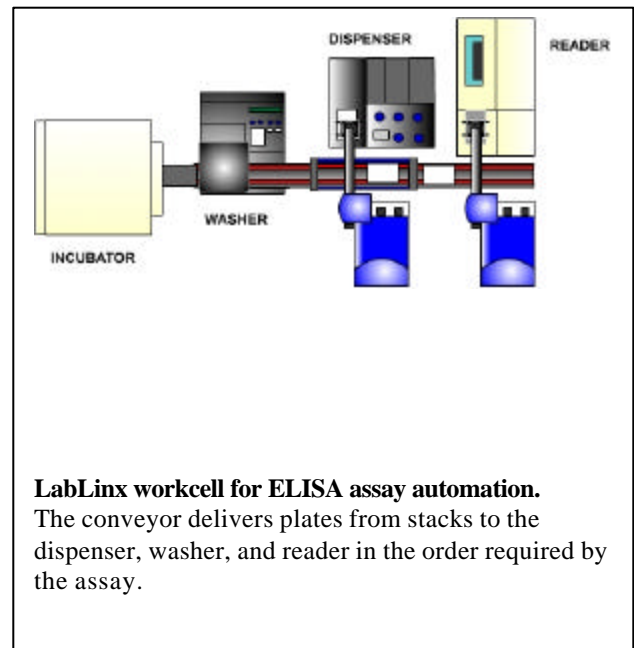 DISPENSER
READER
WASHER
INCUBATOR
LabLinx workcell for ELISA assay automation.
The conveyor delivers plates from stacks to the
dispenser, washer, and reader in the order required by
the assay.